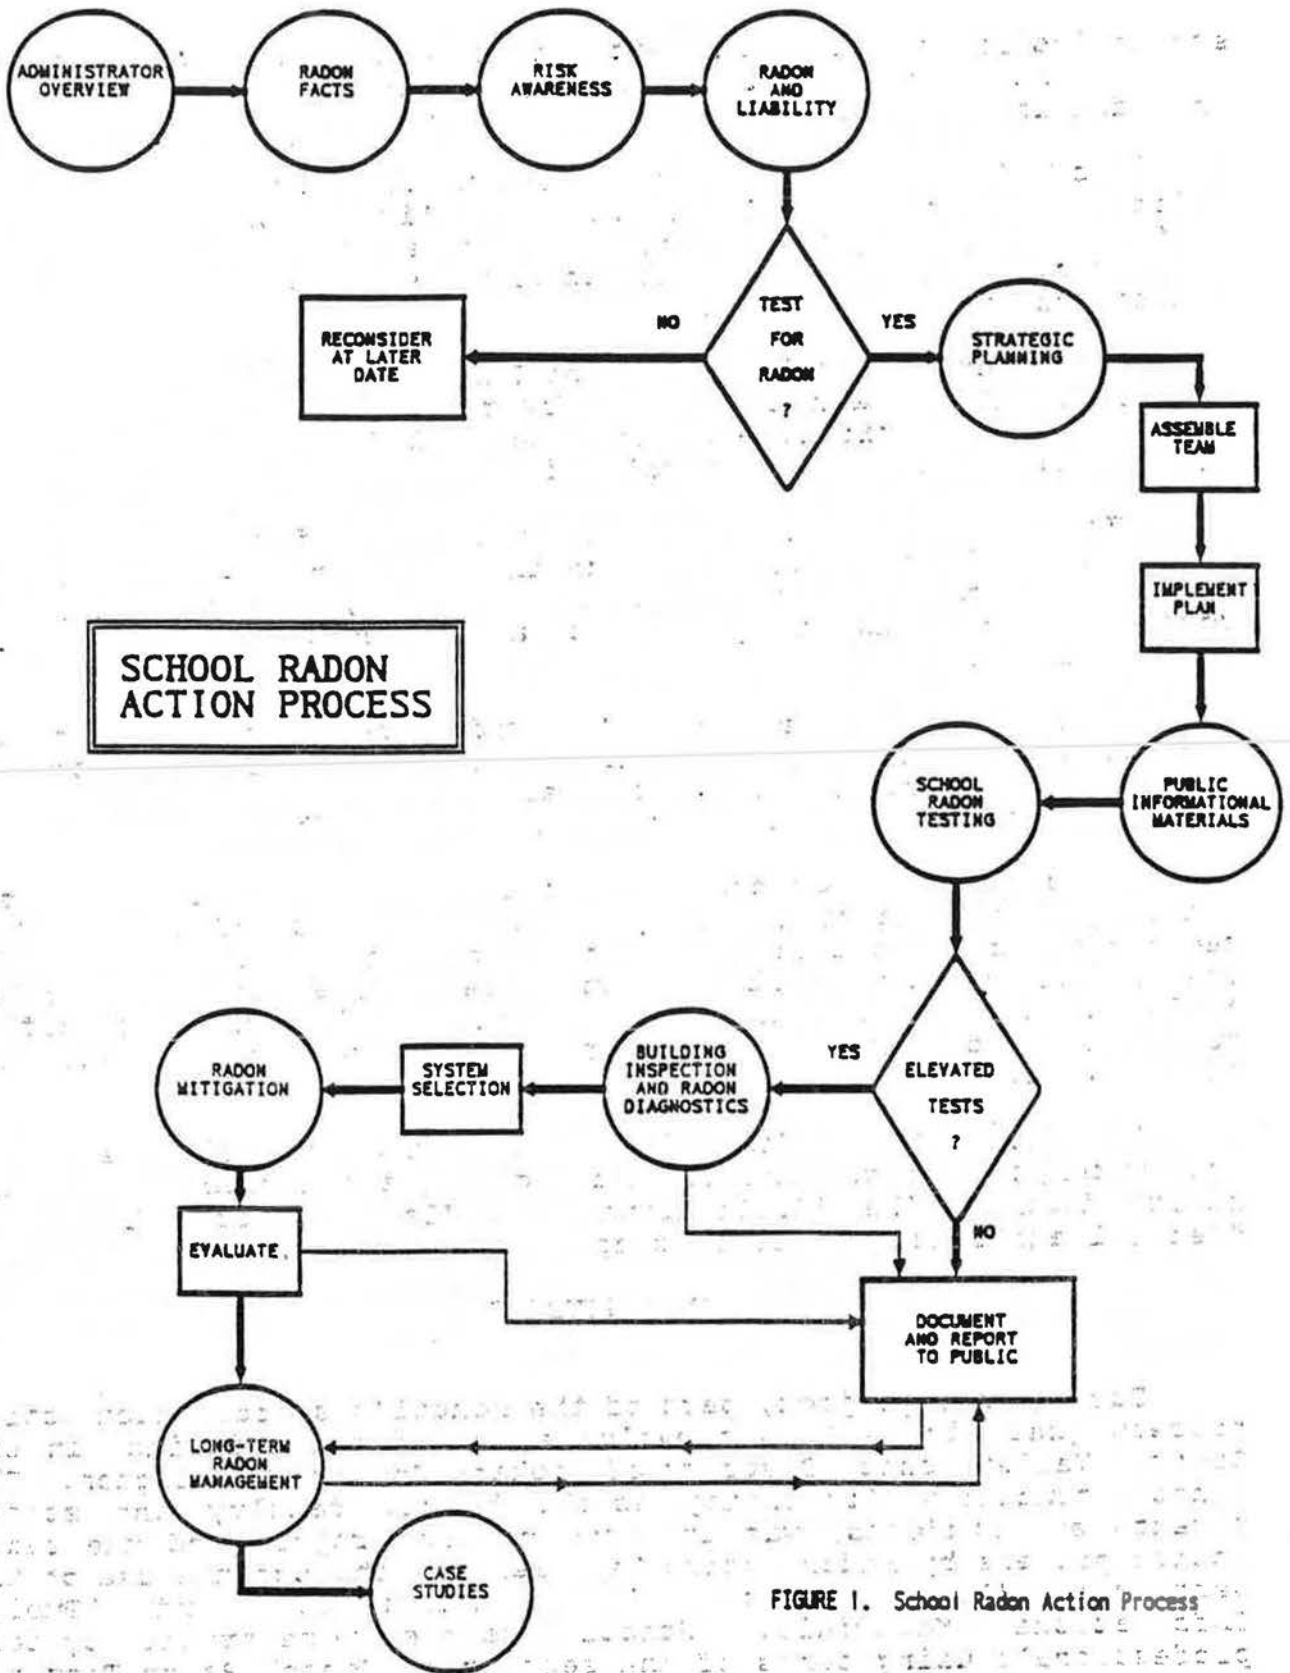 ADMINISTRATOR
OVERVIEW
RADON
FACTS
RISK
AWARENESS
RADON
AND
LIABILITY
TEST
FOR
RADON
?
NO
YES
RECONSIDER
AT LATER
DATE
STRATEGIC
PLANNING
ASSEMBLE
TEAM
IMPLEMENT
PLAN
SCHOOL RADON
ACTION PROCESS
PUBLIC
INFORMATIONAL
MATERIALS
SCHOOL
RADON
TESTING
ELEVATED
TESTS
?
YES
NO
BUILDING
INSPECTION
AND RADON
DIAGNOSTICS
SYSTEM
SELECTION
RADON
MITIGATION
EVALUATE
DOCUMENT
AND REPORT
TO PUBLIC
LONG-TERM
RADON
MANAGEMENT
CASE
STUDIES
FIGURE 1. School Radon Action Process